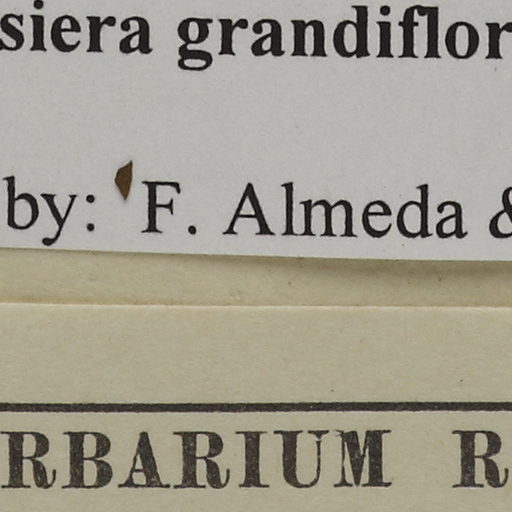 siera grandiflor
by: F. Almeda &
RBARIUM R